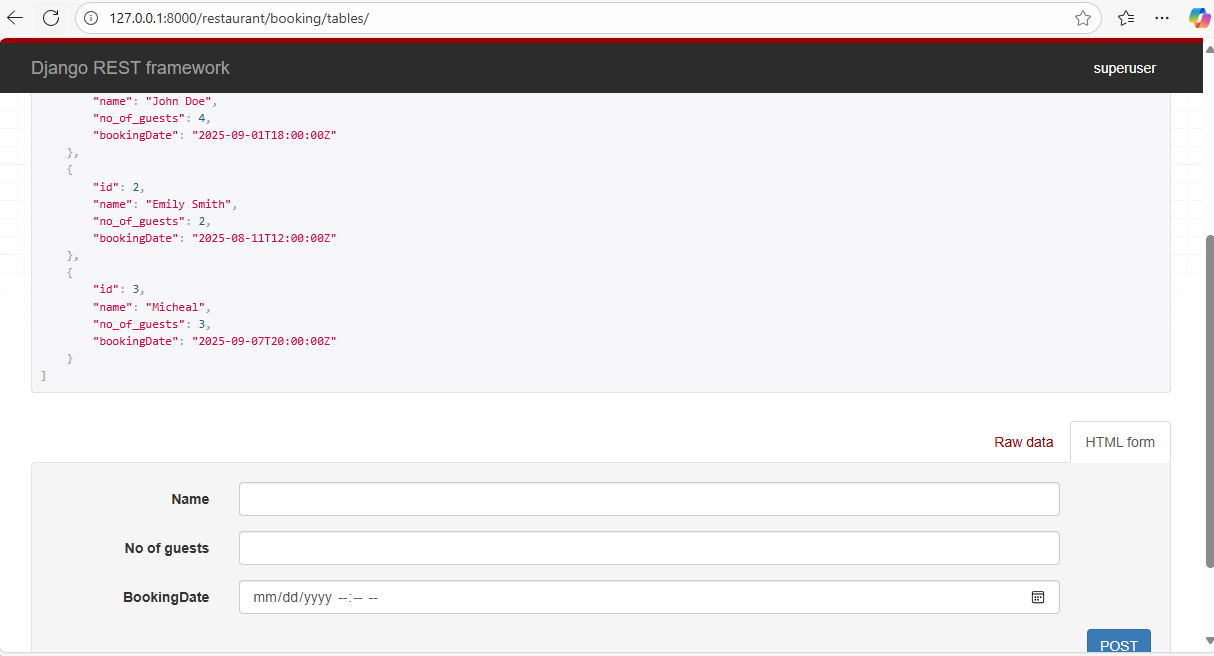 127.0.0.1:8000/restaurant/booking/tables/
Django REST framework superuser
"name": "John Doe",
"no_of_guests": 4,
"bookingDate": "2025-09-01T18:00:00Z"
},
{
"id": 2,
"name": "Emily Smith",
"no_of_guests": 2,
"bookingDate": "2025-08-11T12:00:00Z"
},
{
"id": 3,
"name": "Micheal",
"no_of_guests": 3,
"bookingDate": "2025-09-07T20:00:00Z"
}
]
Raw data HTML form
Name
No of guests
BookingDate mm/dd/yyyy --:-- --
POST